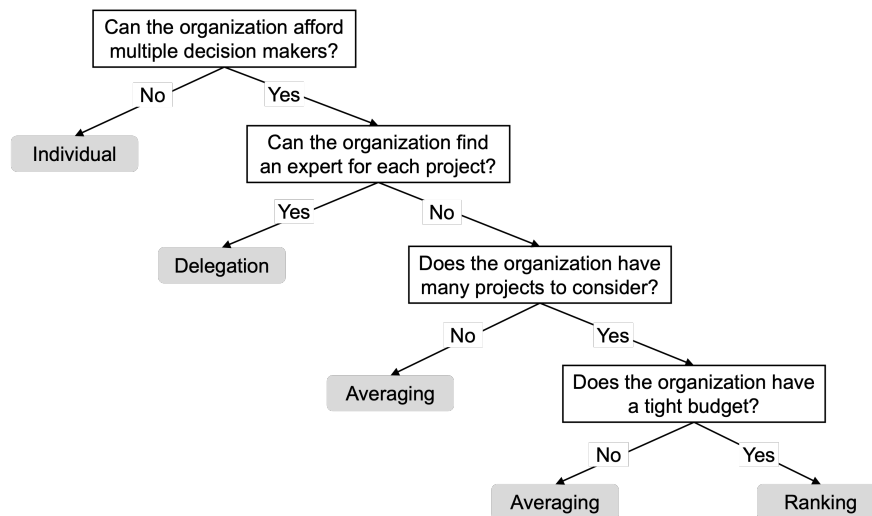 Can the organization afford
multiple decision makers?
No
Yes
Individual
Can the organization find
an expert for each project?
Yes
No
Delegation
Does the organization have
many projects to consider?
No
Yes
Averaging
Does the organization have
a tight budget?
No
Yes
Averaging
Ranking